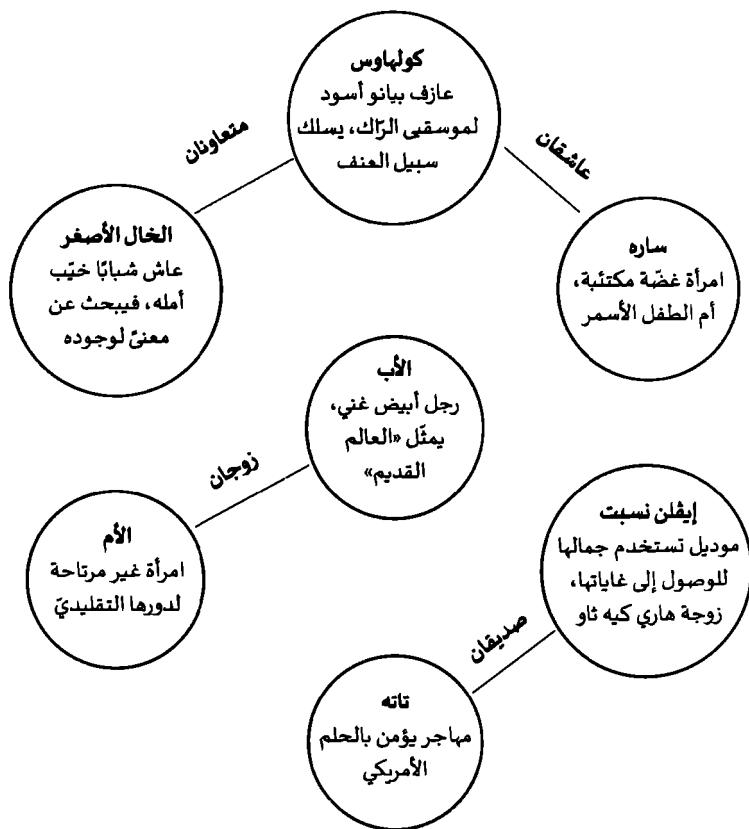 كولهاوس
عازف بيانو أسود
لموسقيى الرّاك، يسلك
سبيل العنف
متعاونان
عاشقان
الخال الأصغر
عاش شبابًا خيّب
أمله، فيبحث عن
معنىً لوجوده
ساره
امرأة غضّة مكتئبة،
أم الطفل الأسمر
الأب
رجل أبيض غني،
يمثّل «العالم
القديم»
زوجان
الأم
امرأة غير مرتاحة
لدورها التقليديّ
إيڤلن نسبت
موديل تستخدم جمالها
للوصول إلى غاياتها،
زوجة هاري كيه ثاو
صديقان
تاته
مهاجر يؤمن بالحلم
الأمريكي